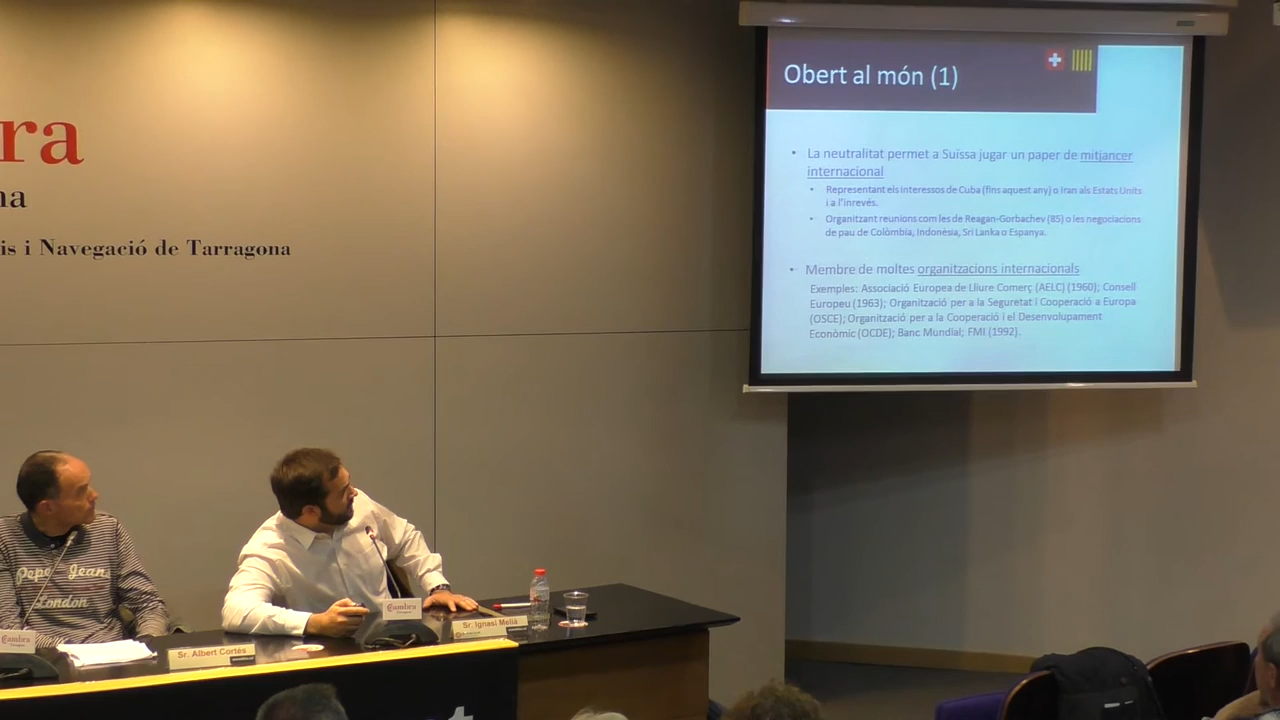 ra
na
is i Navegació de Tarragona
Obert al món (1)
• La neutralitat permet a Suïssa jugar un paper de mitjancer
internacional
• Representant els interessos de Cuba (fins aquest any) o Iran als Estats Units
i a l'inrevés.
• Organitzant reunions com les de Reagan-Gorbachev (85) o les negociacions
de pau de Colòmbia, Indonèsia, Sri Lanka o Espanya.
• Membre de moltes organitzacions internacionals
Exemples: Associació Europea de Lliure Comerç (AELC) (1960); Consell
Europeu (1963); Organització per a la Seguretat i Cooperació a Europa
(OSCE); Organització per a la Cooperació i el Desenvolupament
Econòmic (OCDE); Banc Mundial; FMI (1992).
Pepe Jeans
London
Cambra
Cambra
Sr. Albert Cortés
Sr. Ignasi Melià